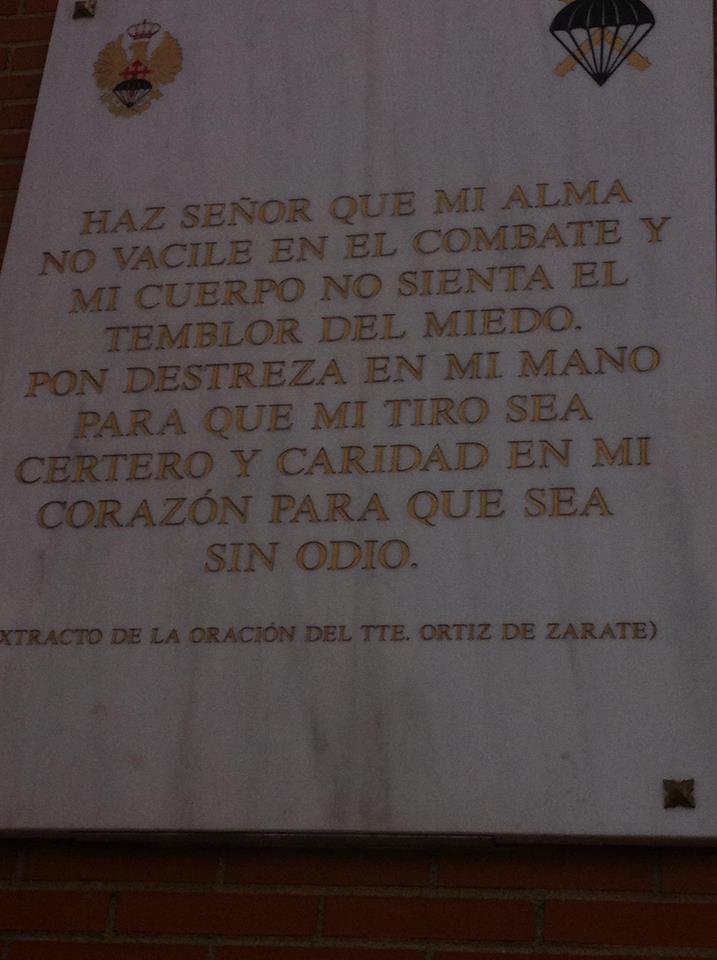 HAZ SEÑOR QUE MI ALMA
NO VACILE EN EL COMBATE Y
MI CUERPO NO SIENTA EL
TEMBLOR DEL MIEDO.
PON DESTREZA EN MI MANO
PARA QUE MI TIRO SEA
CERTERO Y CARIDAD EN MI
CORAZÓN PARA QUE SEA
SIN ODIO.
XTRACTO DE LA ORACIÓN DEL TTE. ORTIZ DE ZARATE)